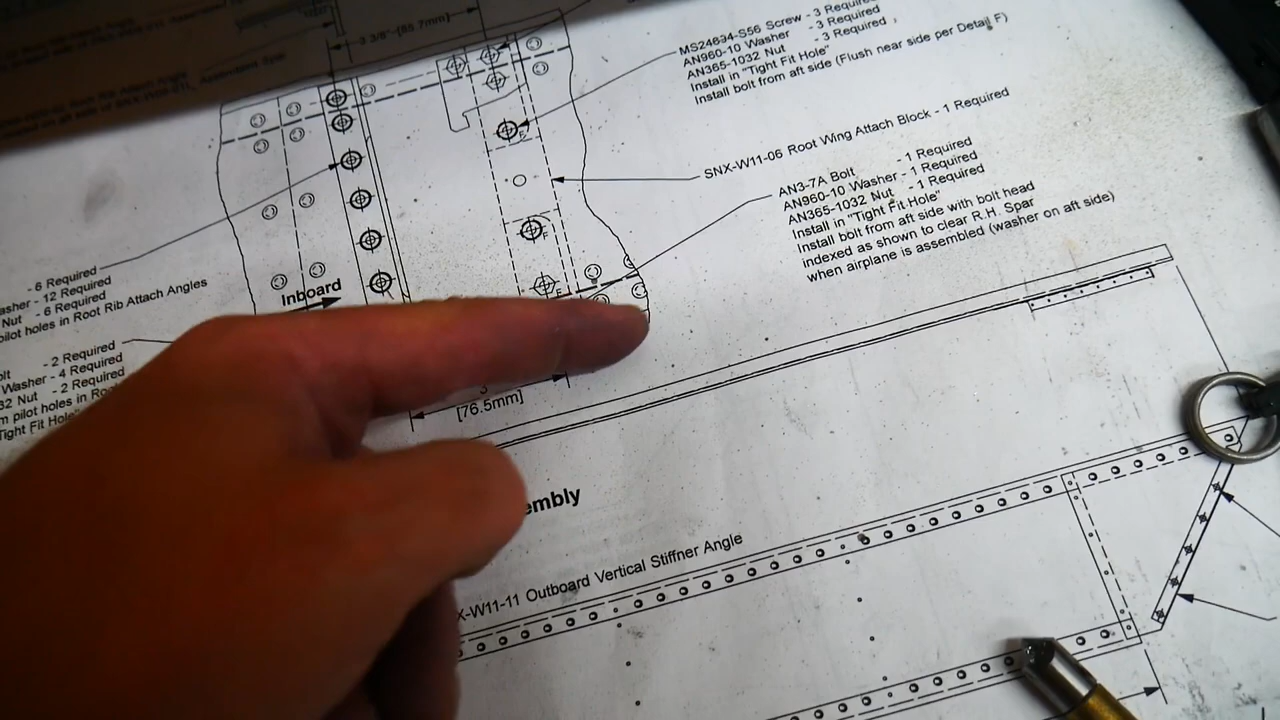 3 3/8"-[85.7mm]
MS24694-S56 Screw - 3 Required
AN960-10 Washer - 3 Required
AN365-1032 Nut - 3 Required
Install in "Tight Fit Hole"
Install bolt from aft side (Flush near side per Detail F)
SNX-W11-06 Root Wing Attach Block - 1 Required
AN3-7A Bolt - 1 Required
AN960-10 Washer - 1 Required
AN365-1032 Nut - 1 Required
Install in "Tight Fit Hole"
Install bolt from aft side with bolt head
indexed as shown to clear R.H. Spar
when airplane is assembled (washer on aft side)
F
F
F
- 6 Required
asher - 12 Required
Nut - 6 Required
pilot holes in Root Rib Attach Angles
Inboard
olt - 2 Required
Washer - 4 Required
32 Nut - 2 Required
m pilot holes in Ro
Tight Fit Hole"
3"
[76.5mm]
embly
X-W11-11 Outboard Vertical Stiffner Angle